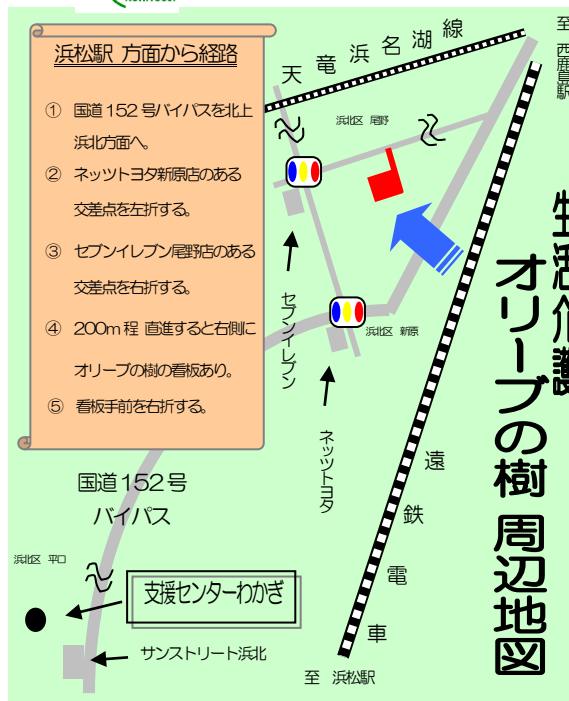 浜松駅 方面から経路
① 国道152号バイパスを北上
浜北方面へ。
② ネッツトヨタ新原店のある
交差点を左折する。
③ セブンイレブン尾野店のある
交差点を右折する。
④ 200m程 直進すると右側に
オリーブの樹の看板あり。
⑤ 看板手前を右折する。
天竜浜名湖線
至 西鹿島駅
浜北区 尾野
生活介護
オリーブの樹 周辺地図
セブンイレブン
浜北区 新原
ネッツトヨタ
遠鉄電車
国道152号
バイパス
浜北区 平口
支援センターわかぎ
サンストリート浜北
至 浜松駅